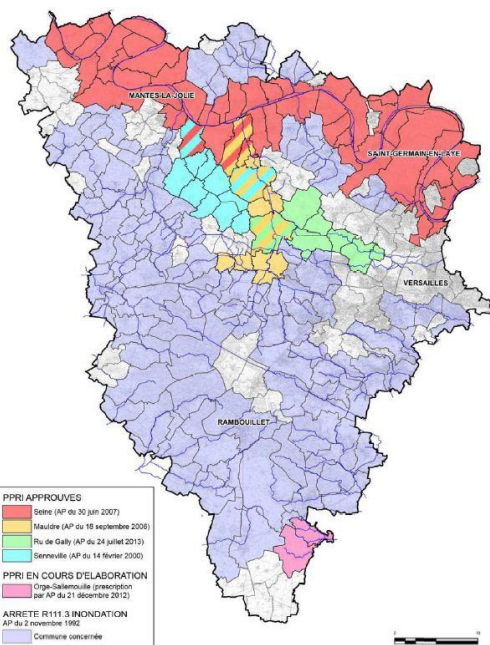 MANTES-LA-JOLIE
SAINT-GERMAIN-EN-LAYE
VERSAILLES
RAMBOUILLET
PPRI APPROUVES
Seine (AP du 30 juin 2007)
Mauldre (AP du 18 septembre 2006)
Ru de Gally (AP du 24 juillet 2013)
Senneville (AP du 14 février 2000)
PPRI EN COURS D'ELABORATION
Orge-Sallemouille (prescription
par AP du 21 décembre 2012)
ARRETE R111.3 INONDATION
AP du 2 novembre 1992
Commune concernée